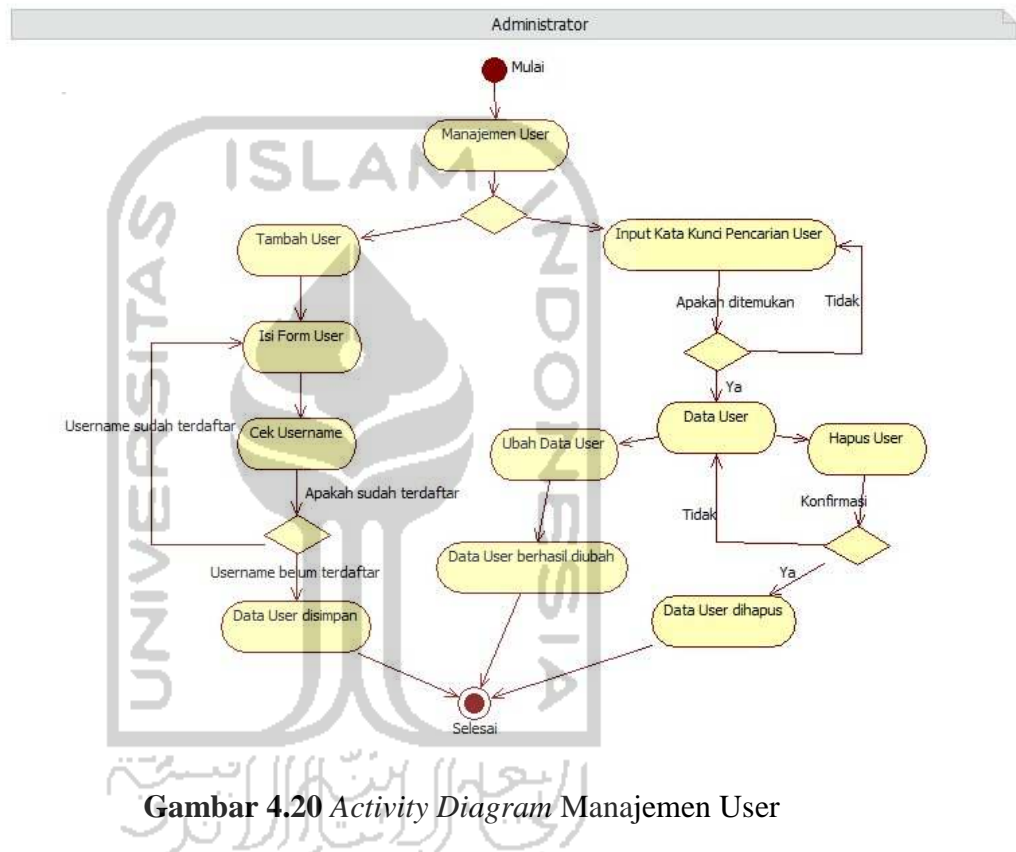 Administrator
Mulai
Manajemen User
Tambah User
Input Kata Kunci Pencarian User
Apakah ditemukan
Tidak
Isi Form User
Ya
Data User
Username sudah terdaftar
Cek Username
Ubah Data User
Hapus User
Apakah sudah terdaftar
Tidak
Konfirmasi
Username belum terdaftar
Data User berhasil diubah
Ya
Data User disimpan
Data User dihapus
Selesai
UNIVERSITAS
ISLAM
INDONESIA
Gambar 4.20 Activity Diagram Manajemen User